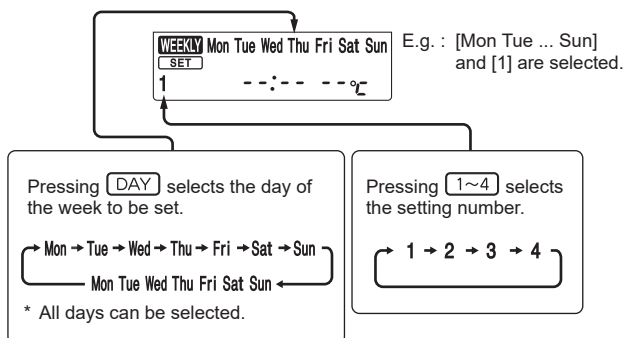 WEEKLY Mon Tue Wed Thu Fri Sat Sun
SET
1 --:-- --°C
E.g. : [Mon Tue ... Sun]
and [1] are selected.
Pressing DAY selects the day of
the week to be set.
Mon → Tue → Wed → Thu → Fri → Sat → Sun
Mon Tue Wed Thu Fri Sat Sun ←
* All days can be selected.
Pressing 1~4 selects
the setting number.
1 → 2 → 3 → 4